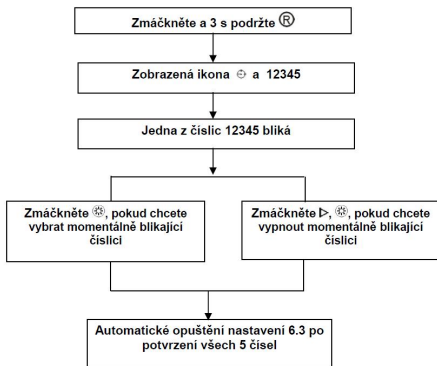 Zmáčkněte a 3 s podržte ®
Zobrazená ikona a 12345
Jedna z číslic 12345 bliká
Zmáčkněte , pokud chcete
vybrat momentálně blikající
číslici
Zmáčkněte ▷, , pokud chcete
vypnout momentálně blikající
číslici
Automatické opuštění nastavení 6.3 po
potvrzení všech 5 čisel